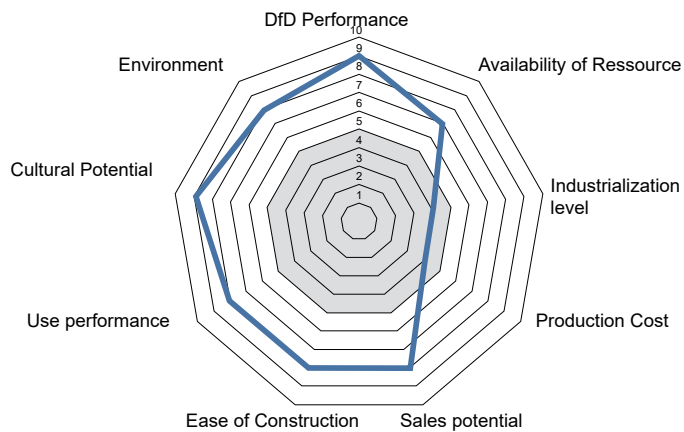 DfD Performance
10
9
8
7
6
5
4
3
2
1
Environment
Availability of Ressource
Cultural Potential
Industrialization
level
Use performance
Production Cost
Ease of Construction
Sales potential